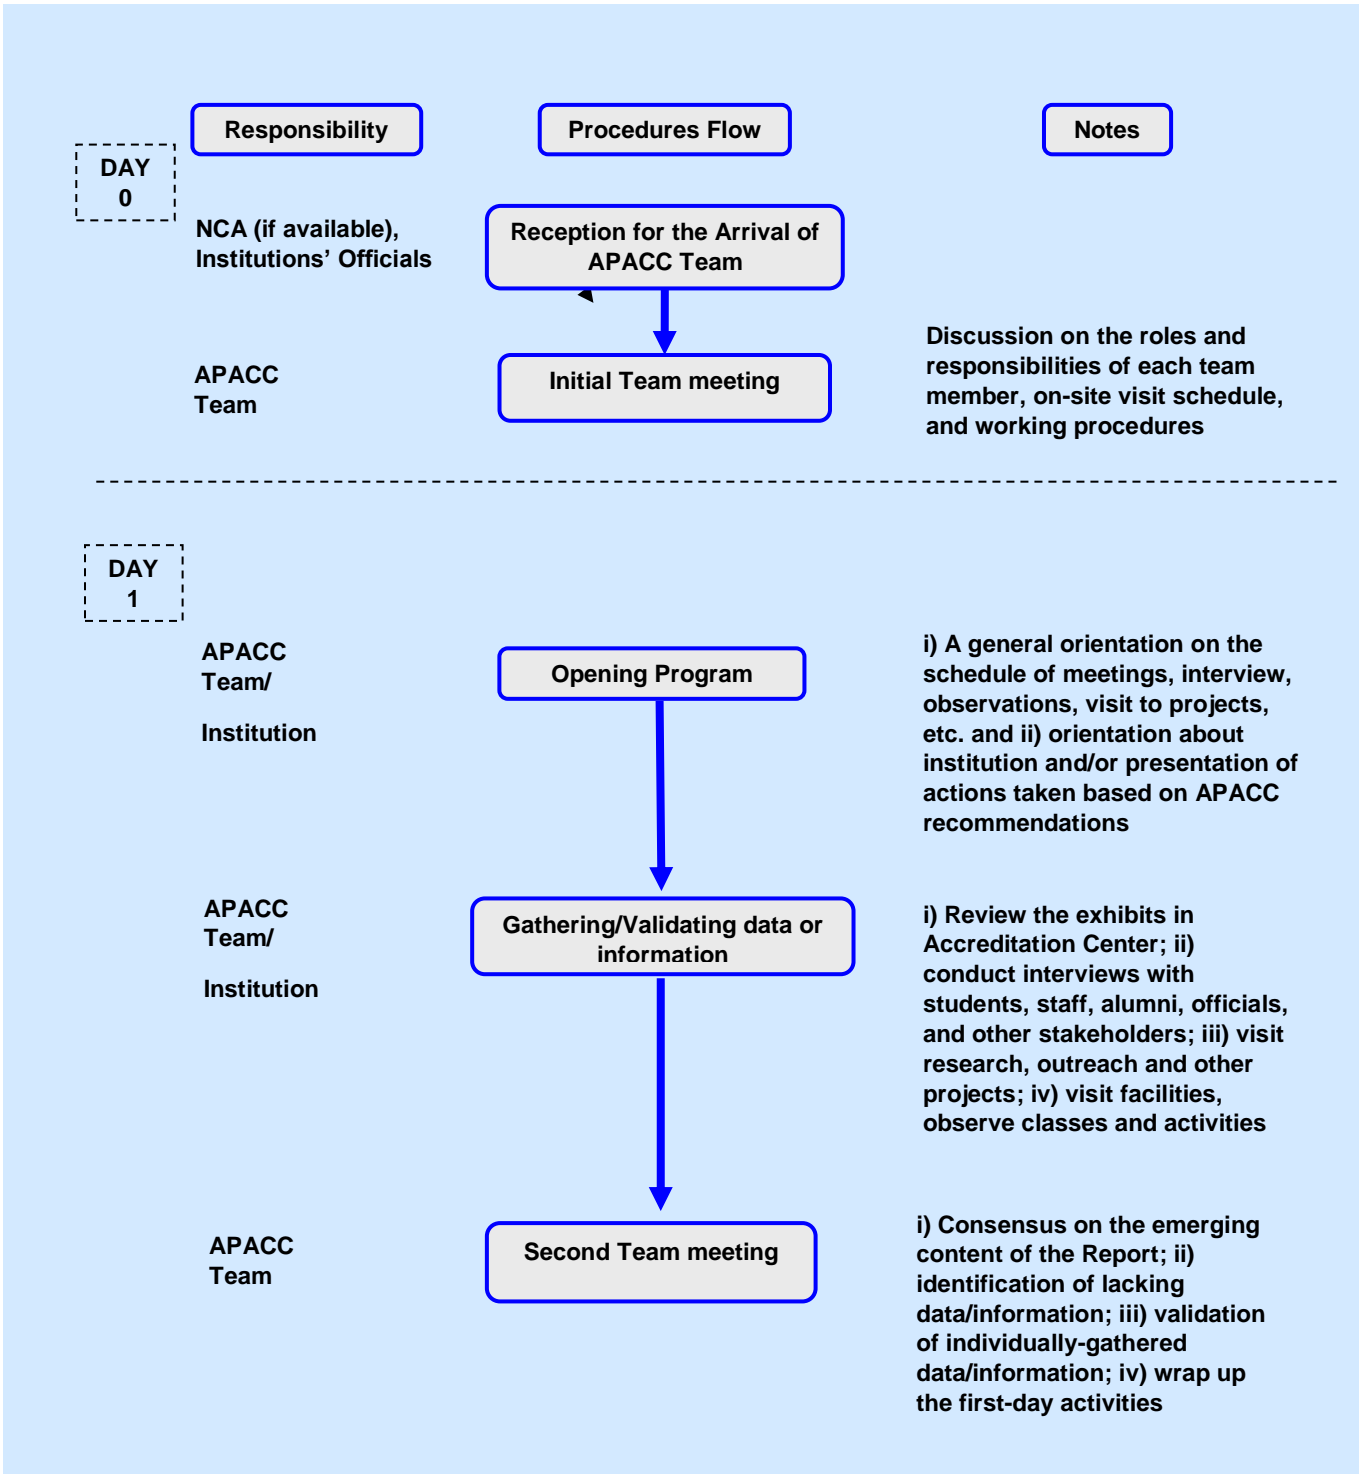 Responsibility
Procedures Flow
Notes
DAY
0
NCA (if available),
Institutions’ Officials
Reception for the Arrival of
APACC Team
APACC
Team
Initial Team meeting
Discussion on the roles and
responsibilities of each team
member, on-site visit schedule,
and working procedures
DAY
1
APACC
Team/
Institution
Opening Program
i) A general orientation on the
schedule of meetings, interview,
observations, visit to projects,
etc. and ii) orientation about
institution and/or presentation of
actions taken based on APACC
recommendations
APACC
Team/
Institution
Gathering/Validating data or
information
i) Review the exhibits in
Accreditation Center; ii)
conduct interviews with
students, staff, alumni, officials,
and other stakeholders; iii) visit
research, outreach and other
projects; iv) visit facilities,
observe classes and activities
APACC
Team
Second Team meeting
i) Consensus on the emerging
content of the Report; ii)
identification of lacking
data/information; iii) validation
of individually-gathered
data/information; iv) wrap up
the first-day activities